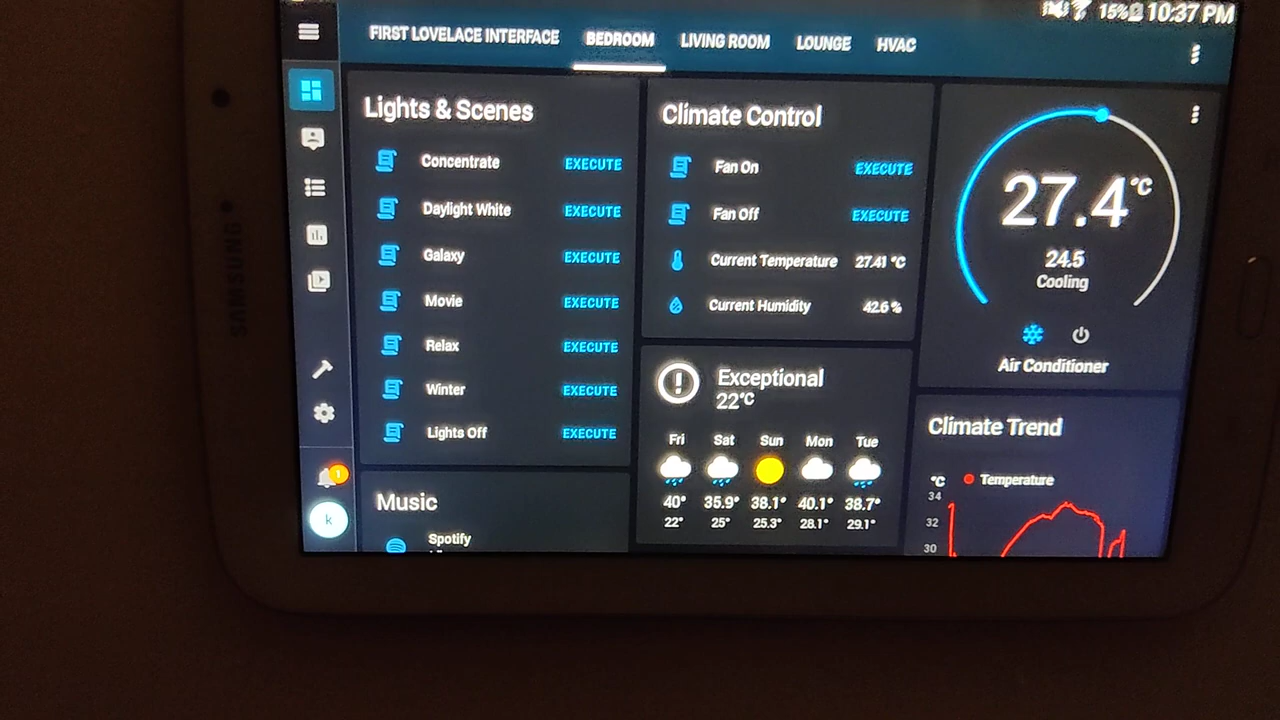 15% 10:37 PM
FIRST LOVELACE INTERFACE BEDROOM LIVING ROOM LOUNGE HVAC
Lights & Scenes
Concentrate EXECUTE
Daylight White EXECUTE
Galaxy EXECUTE
Movie EXECUTE
Relax EXECUTE
Winter EXECUTE
Lights Off EXECUTE
Music
Spotify
Climate Control
Fan On EXECUTE
Fan Off EXECUTE
Current Temperature 27.41 °C
Current Humidity 42.6 %
Exceptional
22°C
Fri Sat Sun Mon Tue
40° 35.9° 38.1° 40.1° 38.7°
22° 25° 25.3° 28.1° 29.1°
27.4 °C
24.5
Cooling
Air Conditioner
Climate Trend
°C Temperature
34
32
30
1
k
SAMSUNG